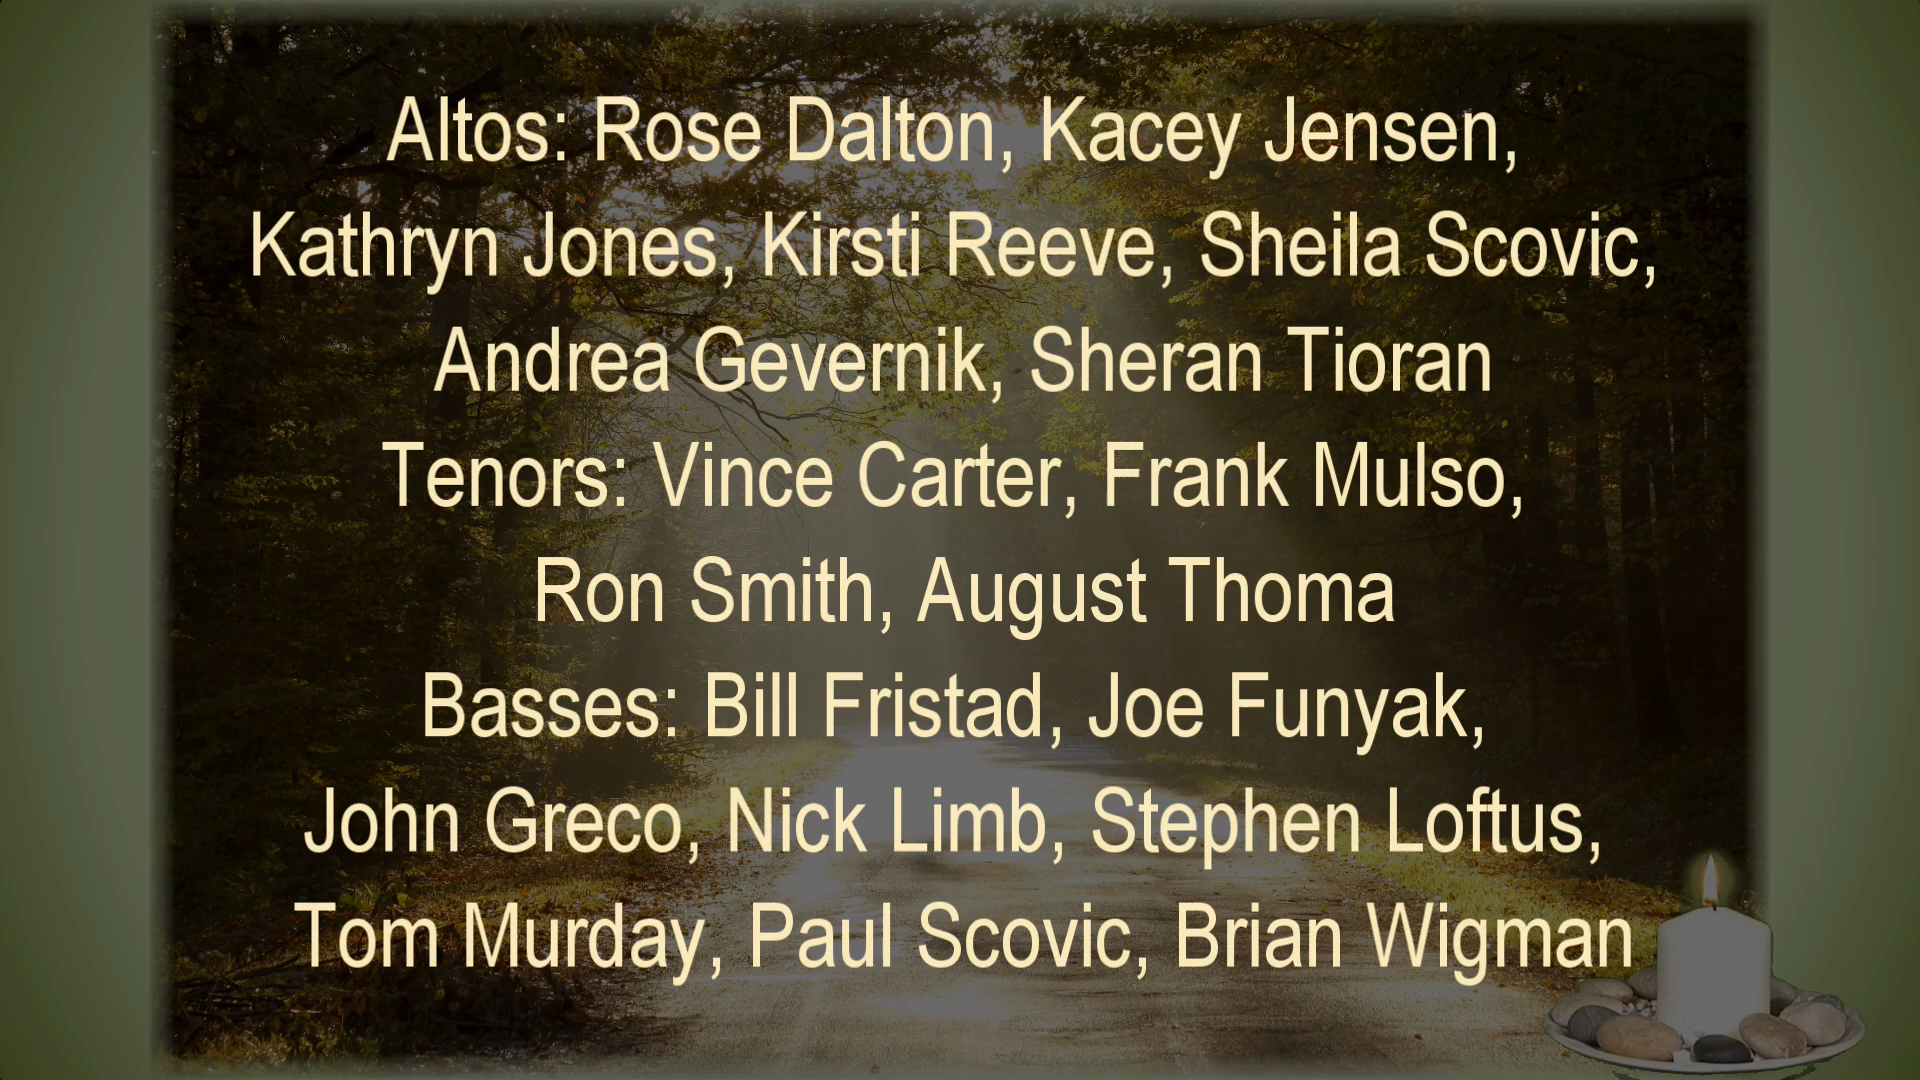 Altos: Rose Dalton, Kacey Jensen,
Kathryn Jones, Kirsti Reeve, Sheila Scovic,
Andrea Gevernik, Sheran Tioran
Tenors: Vince Carter, Frank Mulso,
Ron Smith, August Thoma
Basses: Bill Fristad, Joe Funyak,
John Greco, Nick Limb, Stephen Loftus,
Tom Murday, Paul Scovic, Brian Wigman